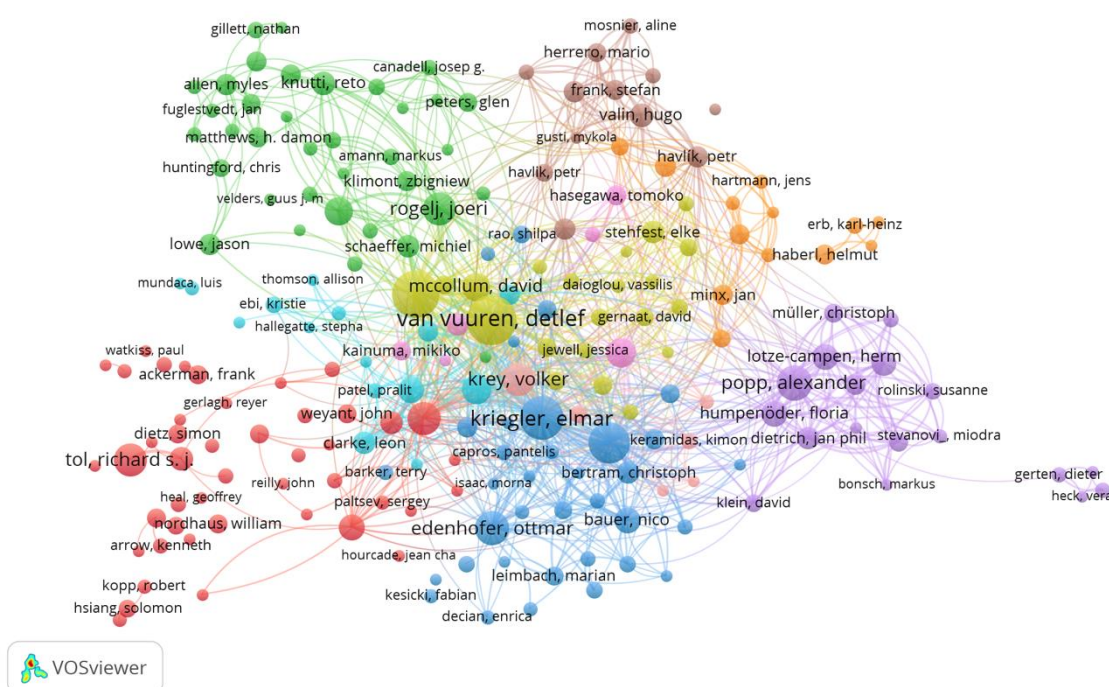 mosnier, aline
gillett, nathan
herrero, mario
canadell, josep g.
allen, myles
knutti, reto
frank, stefan
peters, glen
fuglestvedt, jan
valin, hugo
matthews, h. damon
gusti, mykola
amann, markus
havlík, petr
huntingford, chris
havlik, petr
klimont, zbigniew
hartmann, jens
velders, guus j. m
hasegawa, tomoko
rogelj, joeri
erb, karl-heinz
rao, shilpa
stehfest, elke
lowe, jason
schaeffer, michiel
haberl, helmut
mundaca, luis
thomson, allison
mccollum, david
daioglou, vassilis
minx, jan
ebi, kristie
müller, christoph
hallegatte, stepha
van vuuren, detlef
gernaat, david
watkiss, paul
kainuma, mikiko
jewell, jessica
lotze-campen, herm
ackerman, frank
krey, volker
popp, alexander
patel, pralit
rolinski, susanne
gerlagh, reyer
weyant, john
kriegler, elmar
humpenöder, floria
dietz, simon
clarke, leon
keramidas, kimon
dietrich, jan phil
stevanovi_, miodra
capros, pantelis
tol, richard s. j.
barker, terry
bertram, christoph
gerten, dieter
reilly, john
isaac, morna
bonsch, markus
heck, vera
heal, geoffrey
paltsev, sergey
klein, david
nordhaus, william
edenhofer, ottmar
bauer, nico
arrow, kenneth
hourcade, jean cha
leimbach, marian
kopp, robert
kesicki, fabian
hsiang, solomon
decian, enrica
VOSviewer